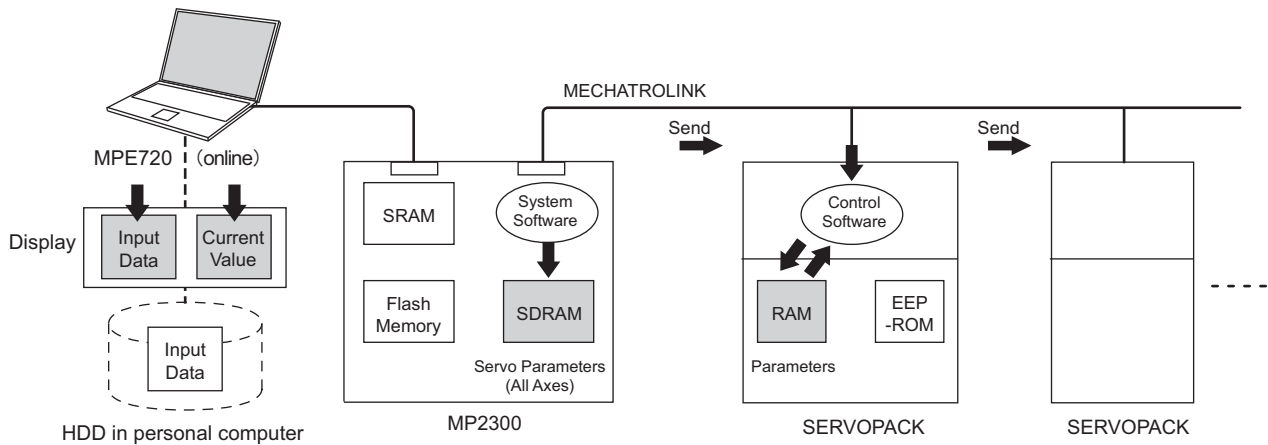 MECHATROLINK
Send
Send
MPE720 (online)
Display
Input
Data
Current
Value
Input
Data
HDD in personal computer
SRAM
System
Software
Flash
Memory
SDRAM
Servo Parameters
(All Axes)
MP2300
Control
Software
RAM
EEP
-ROM
Parameters
SERVOPACK
SERVOPACK